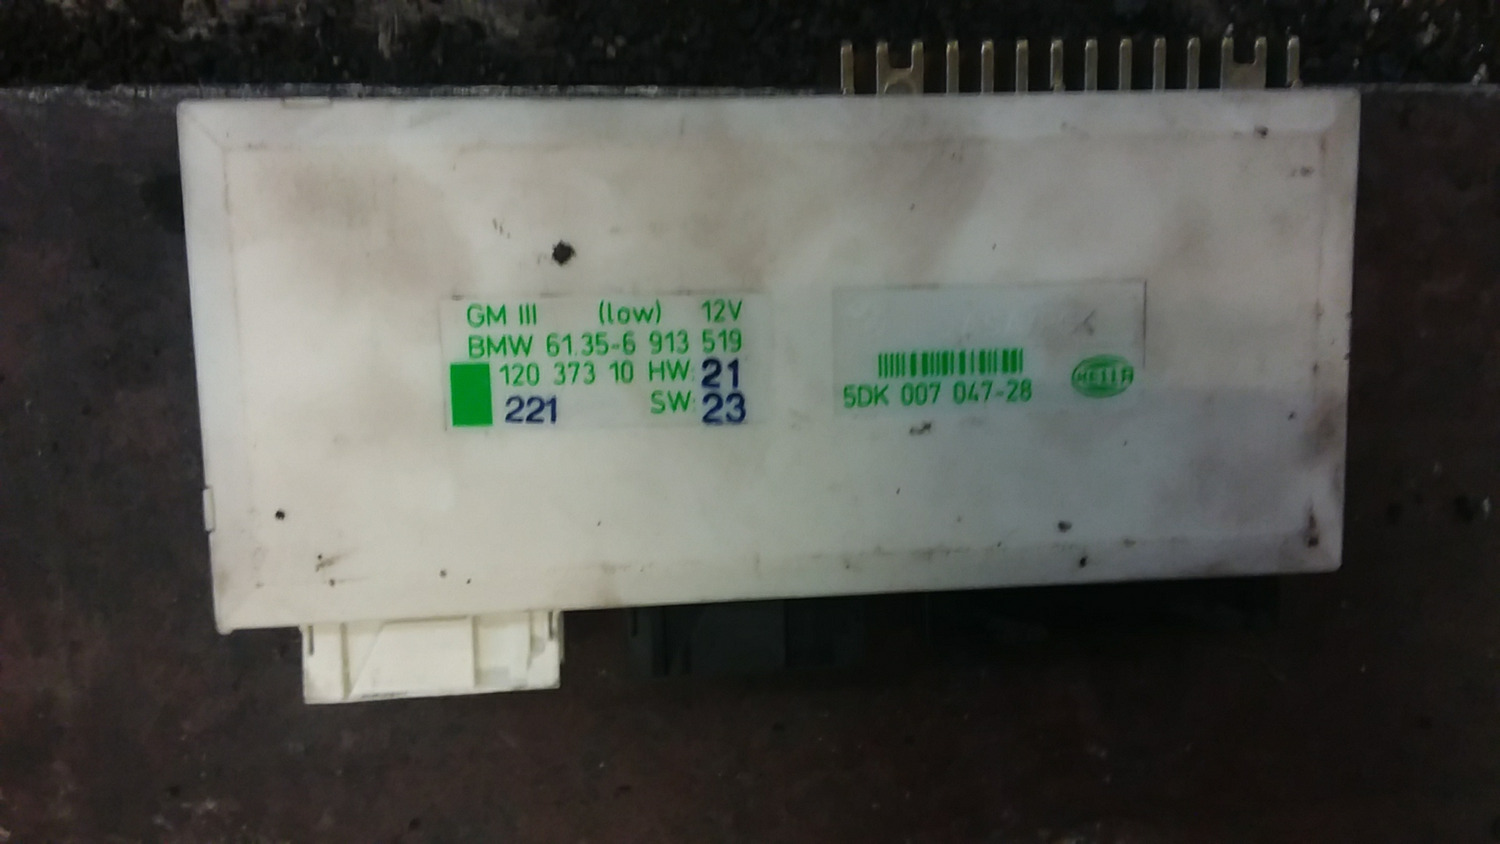 GM III (low) 12V
BMW 61.35-6 913 519
120 373 10 HW: 21
221 SW: 23
5DK 007 047-28
HELLA